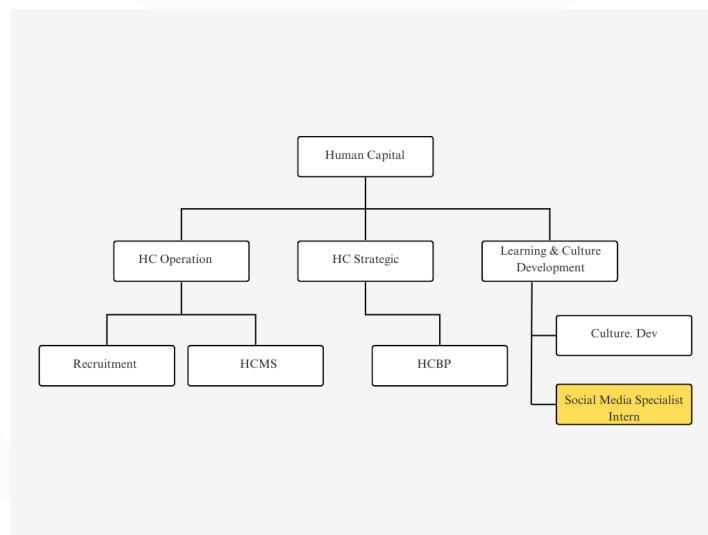 Human Capital
HC Operation
HC Strategic
Learning & Culture
Development
Culture. Dev
Recruitment
HCMS
HCBP
Social Media Specialist
Intern